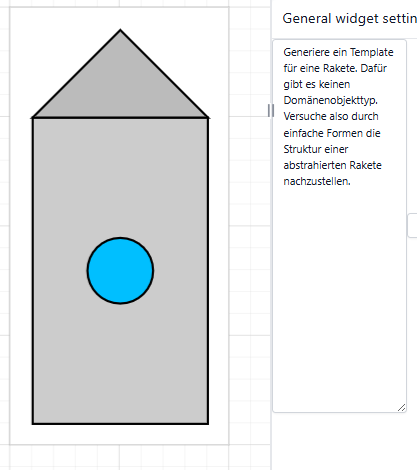 General widget settin
Generiere ein Template
für eine Rakete. Dafür
gibt es keinen
Domänenobjekttyp.
Versuche also durch
einfache Formen die
Struktur einer
abstrahierten Rakete
nachzustellen.